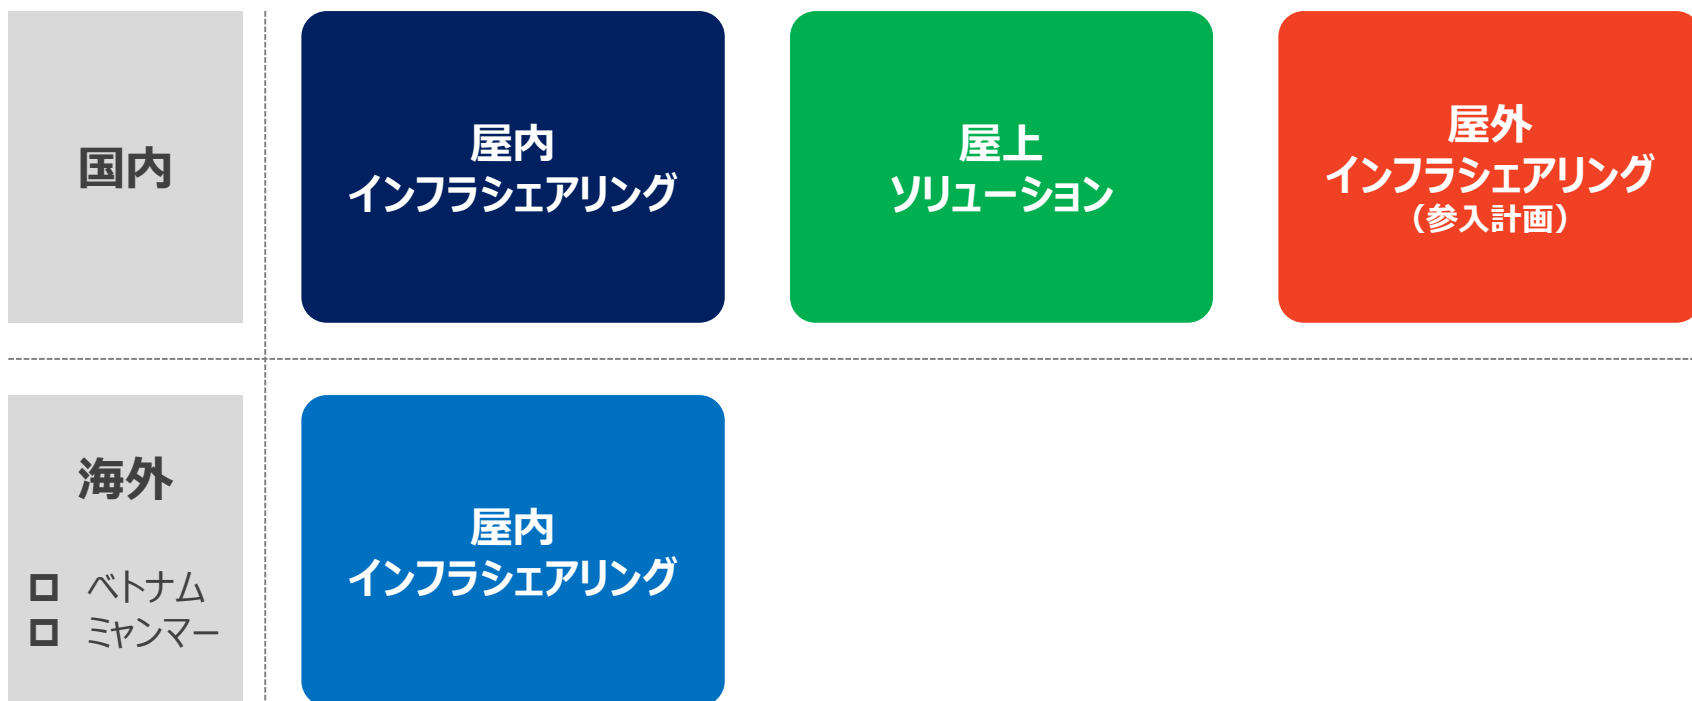 国内
屋内
インフラシェアリング
屋上
ソリューション
屋外
インフラシェアリング
（参入計画）
海外
ベトナム
ミャンマー
屋内
インフラシェアリング